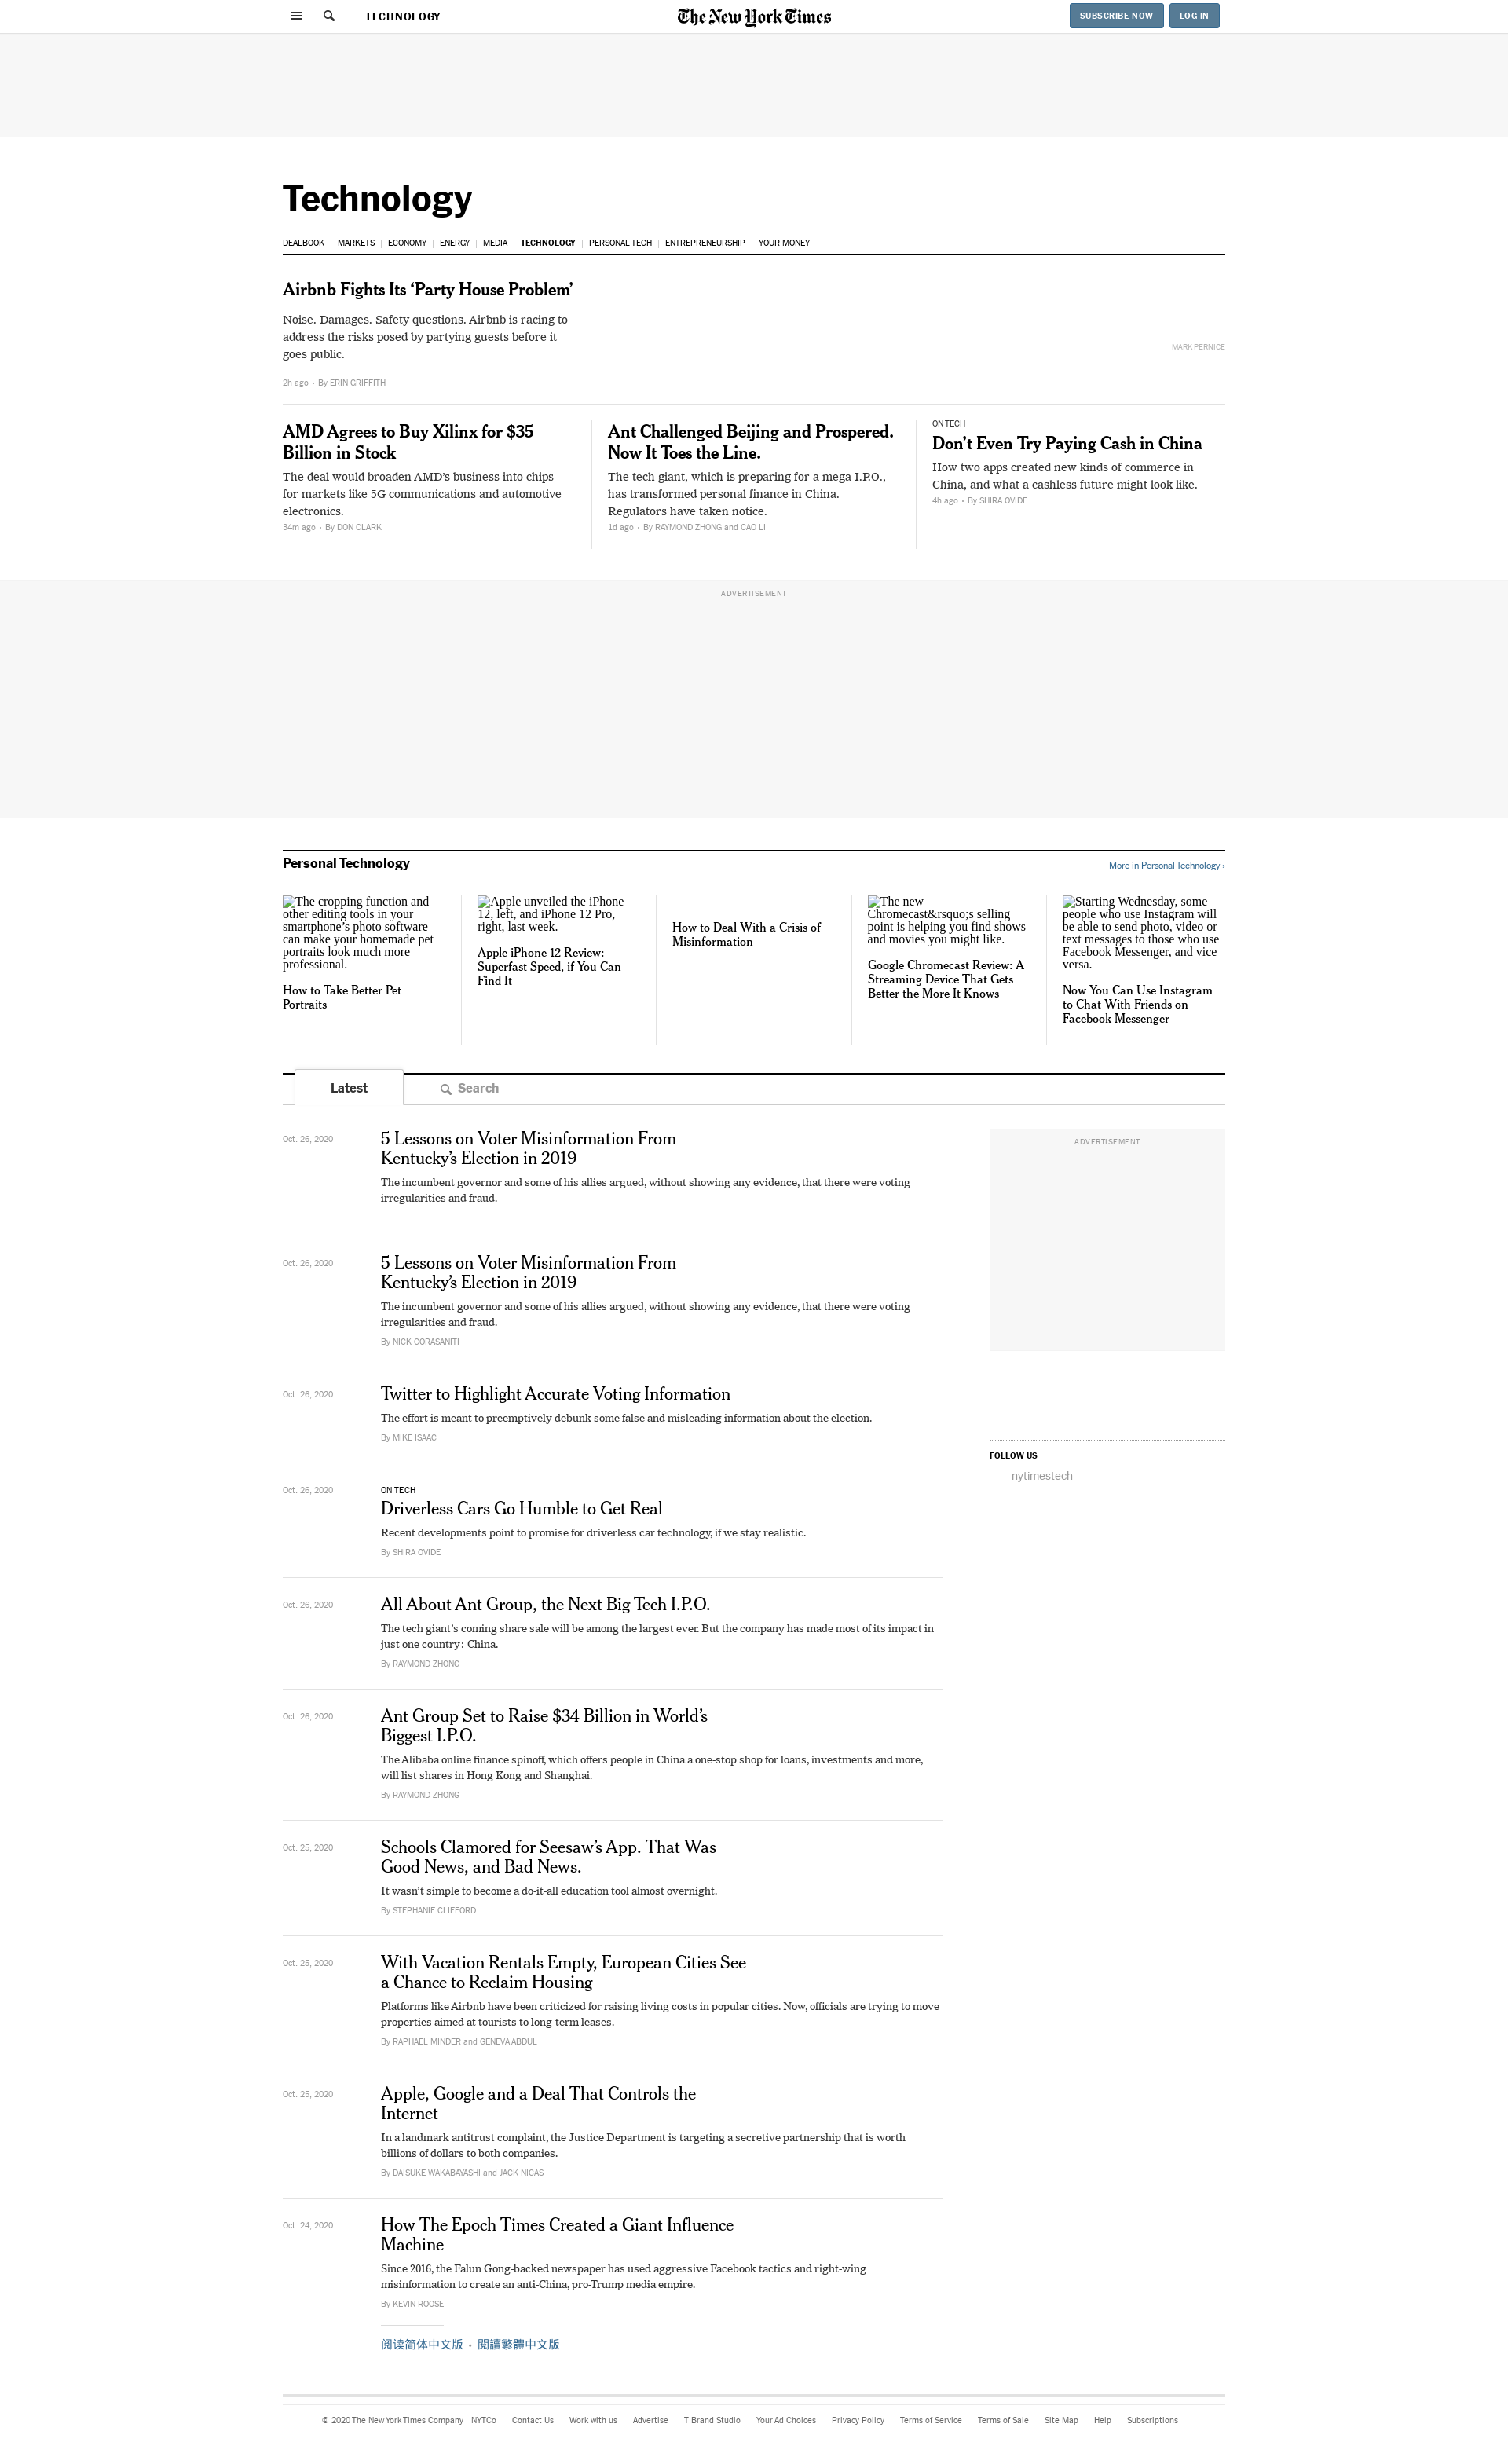 TECHNOLOGY
The New York Times
SUBSCRIBE NOW
LOG IN
Technology
DEALBOOK
MARKETS
ECONOMY
ENERGY
MEDIA
TECHNOLOGY
PERSONAL TECH
ENTREPRENEURSHIP
YOUR MONEY
Airbnb Fights Its ‘Party House Problem’
Noise. Damages. Safety questions. Airbnb is racing to
address the risks posed by partying guests before it
goes public.
MARK PERNICE
2h ago • By ERIN GRIFFITH
AMD Agrees to Buy Xilinx for $35
Billion in Stock
The deal would broaden AMD’s business into chips
for markets like 5G communications and automotive
electronics.
34m ago • By DON CLARK
Ant Challenged Beijing and Prospered.
Now It Toes the Line.
The tech giant, which is preparing for a mega I.P.O.,
has transformed personal finance in China.
Regulators have taken notice.
1d ago • By RAYMOND ZHONG and CAO LI
ON TECH
Don’t Even Try Paying Cash in China
How two apps created new kinds of commerce in
China, and what a cashless future might look like.
4h ago • By SHIRA OVIDE
ADVERTISEMENT
Personal Technology
More in Personal Technology ›
The cropping function and
other editing tools in your
smartphone’s photo software
can make your homemade pet
portraits look much more
professional.
How to Take Better Pet
Portraits
Apple unveiled the iPhone
12, left, and iPhone 12 Pro,
right, last week.
Apple iPhone 12 Review:
Superfast Speed, if You Can
Find It
How to Deal With a Crisis of
Misinformation
The new
Chromecast&rsquo;s selling
point is helping you find shows
and movies you might like.
Google Chromecast Review: A
Streaming Device That Gets
Better the More It Knows
Starting Wednesday, some
people who use Instagram will
be able to send photo, video or
text messages to those who use
Facebook Messenger, and vice
versa.
Now You Can Use Instagram
to Chat With Friends on
Facebook Messenger
Latest
Search
Oct. 26, 2020
5 Lessons on Voter Misinformation From
Kentucky’s Election in 2019
The incumbent governor and some of his allies argued, without showing any evidence, that there were voting
irregularities and fraud.
ADVERTISEMENT
Oct. 26, 2020
5 Lessons on Voter Misinformation From
Kentucky’s Election in 2019
The incumbent governor and some of his allies argued, without showing any evidence, that there were voting
irregularities and fraud.
By NICK CORASANITI
Oct. 26, 2020
Twitter to Highlight Accurate Voting Information
The effort is meant to preemptively debunk some false and misleading information about the election.
By MIKE ISAAC
FOLLOW US
nytimestech
Oct. 26, 2020
ON TECH
Driverless Cars Go Humble to Get Real
Recent developments point to promise for driverless car technology, if we stay realistic.
By SHIRA OVIDE
Oct. 26, 2020
All About Ant Group, the Next Big Tech I.P.O.
The tech giant’s coming share sale will be among the largest ever. But the company has made most of its impact in
just one country: China.
By RAYMOND ZHONG
Oct. 26, 2020
Ant Group Set to Raise $34 Billion in World’s
Biggest I.P.O.
The Alibaba online finance spinoff, which offers people in China a one-stop shop for loans, investments and more,
will list shares in Hong Kong and Shanghai.
By RAYMOND ZHONG
Oct. 25, 2020
Schools Clamored for Seesaw’s App. That Was
Good News, and Bad News.
It wasn’t simple to become a do-it-all education tool almost overnight.
By STEPHANIE CLIFFORD
Oct. 25, 2020
With Vacation Rentals Empty, European Cities See
a Chance to Reclaim Housing
Platforms like Airbnb have been criticized for raising living costs in popular cities. Now, officials are trying to move
properties aimed at tourists to long-term leases.
By RAPHAEL MINDER and GENEVA ABDUL
Oct. 25, 2020
Apple, Google and a Deal That Controls the
Internet
In a landmark antitrust complaint, the Justice Department is targeting a secretive partnership that is worth
billions of dollars to both companies.
By DAISUKE WAKABAYASHI and JACK NICAS
Oct. 24, 2020
How The Epoch Times Created a Giant Influence
Machine
Since 2016, the Falun Gong-backed newspaper has used aggressive Facebook tactics and right-wing
misinformation to create an anti-China, pro-Trump media empire.
By KEVIN ROOSE
阅读简体中文版 • 閱讀繁體中文版
© 2020 The New York Times Company NYTCo Contact Us Work with us Advertise T Brand Studio Your Ad Choices Privacy Policy Terms of Service Terms of Sale Site Map Help Subscriptions